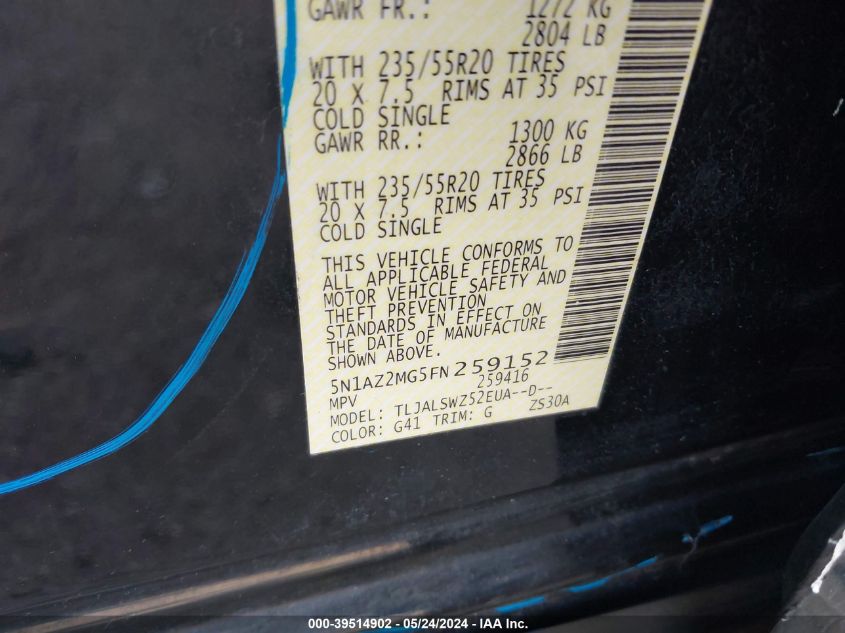 GAWR FR.: 1272 KG
2804 LB
WITH 235/55R20 TIRES
20 X 7.5 RIMS AT 35 PSI
COLD SINGLE
GAWR RR.: 1300 KG
2866 LB
WITH 235/55R20 TIRES
20 X 7.5 RIMS AT 35 PSI
COLD SINGLE
THIS VEHICLE CONFORMS TO
ALL APPLICABLE FEDERAL
MOTOR VEHICLE SAFETY AND
THEFT PREVENTION
STANDARDS IN EFFECT ON
THE DATE OF MANUFACTURE
SHOWN ABOVE.
5N1AZ2MG5FN259152
MPV 259416
MODEL: TLJALSWZ52EUA--D--
COLOR: G41 TRIM: G ZS30A
000-39514902 - 05/24/2024 - IAA Inc.